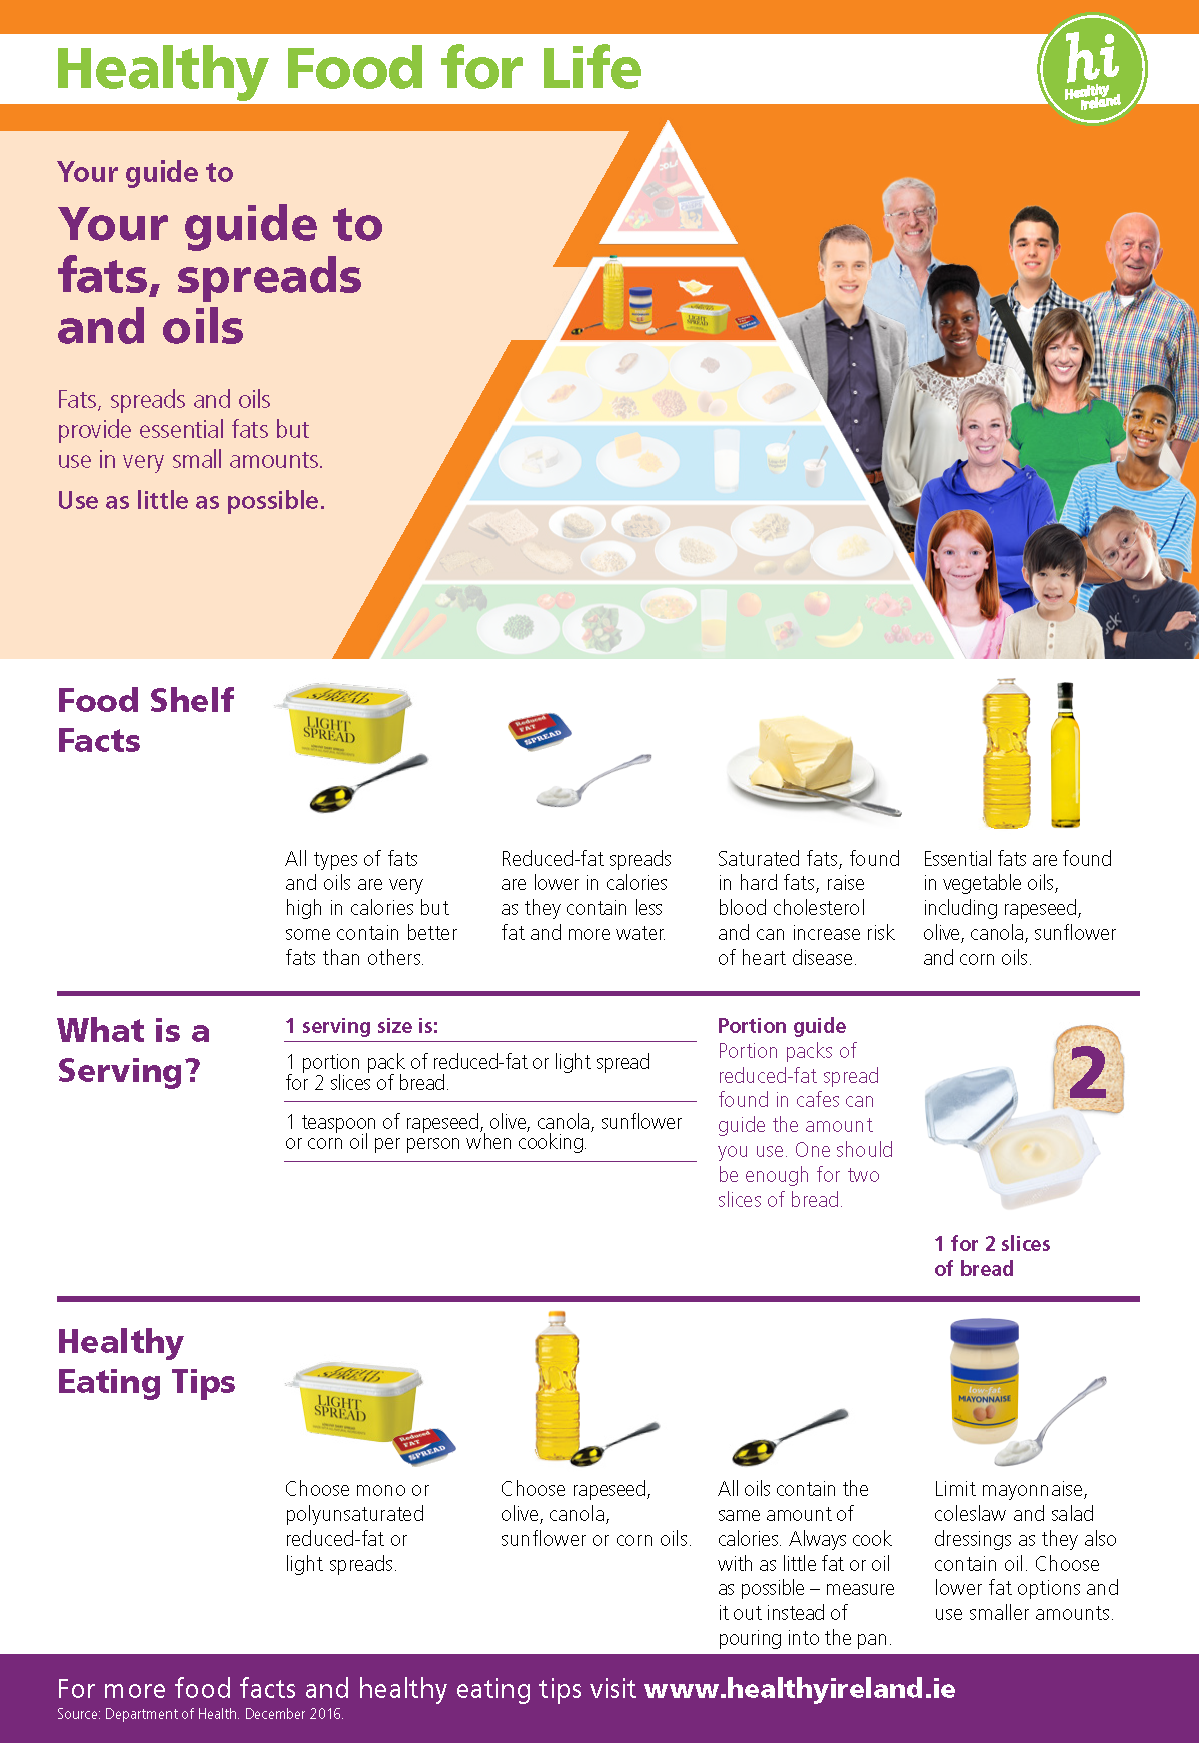 Healthy Food for Life
hi
Healthy
Ireland
Your guide to
Your guide to
fats, spreads
and oils
Fats, spreads and oils
provide essential fats but
use in very small amounts.
Use as little as possible.
LIGHT
SPREAD
Food Shelf
Facts
LIGHT
SPREAD
LIGHT
SPREAD
Reduced
FAT
SPREAD
All types of fats
and oils are very
high in calories but
some contain better
fats than others.
Reduced-fat spreads
are lower in calories
as they contain less
fat and more water.
Saturated fats, found
in hard fats, raise
blood cholesterol
and can increase risk
of heart disease.
Essential fats are found
in vegetable oils,
including rapeseed,
olive, canola, sunflower
and corn oils.
What is a
Serving?
1 serving size is:
1 portion pack of reduced-fat or light spread
for 2 slices of bread.
1 teaspoon of rapeseed, olive, canola, sunflower
or corn oil per person when cooking.
Portion guide
Portion packs of
reduced-fat spread
found in cafes can
guide the amount
you use. One should
be enough for two
slices of bread.
2
1 for 2 slices
of bread
Healthy
Eating Tips
LIGHT
SPREAD
LIGHT
SPREAD
Reduced
FAT
SPREAD
low-fat
MAYONNAISE
Choose mono or
polyunsaturated
reduced-fat or
light spreads.
Choose rapeseed,
olive, canola,
sunflower or corn oils.
All oils contain the
same amount of
calories. Always cook
with as little fat or oil
as possible – measure
it out instead of
pouring into the pan.
Limit mayonnaise,
coleslaw and salad
dressings as they also
contain oil. Choose
lower fat options and
use smaller amounts.
For more food facts and healthy eating tips visit www.healthyireland.ie
Source: Department of Health. December 2016.